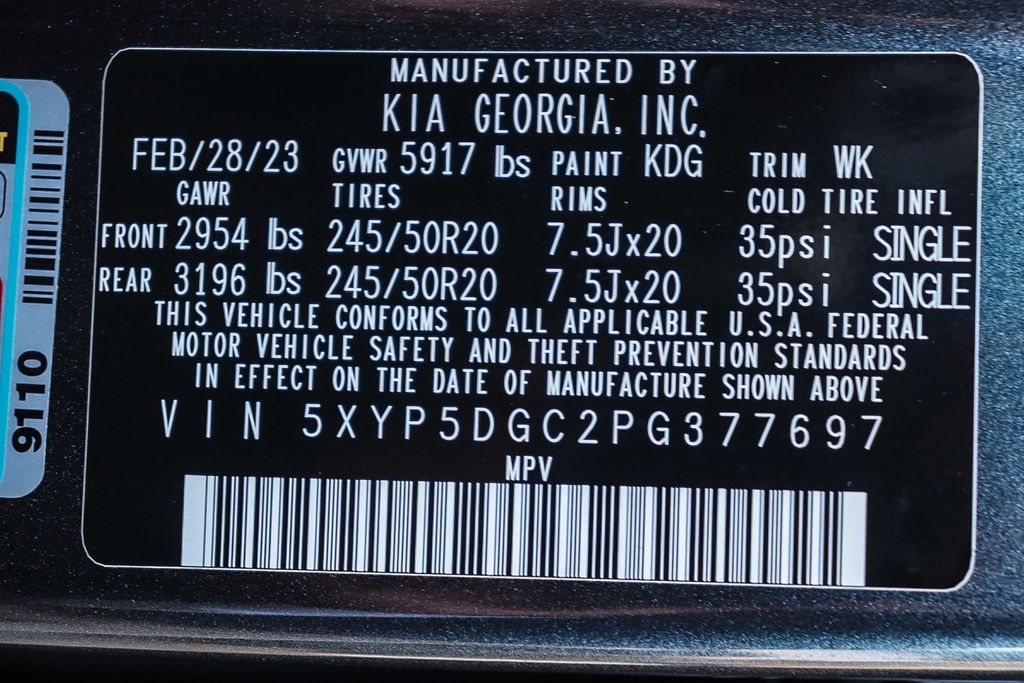 MANUFACTURED BY
KIA GEORGIA, INC.
FEB/28/23 GVWR 5917 lbs PAINT KDG TRIM WK
GAWR TIRES RIMS COLD TIRE INFL
FRONT 2954 lbs 245/50R20 7.5Jx20 35psi SINGLE
REAR 3196 lbs 245/50R20 7.5Jx20 35psi SINGLE
THIS VEHICLE CONFORMS TO ALL APPLICABLE U.S.A. FEDERAL
MOTOR VEHICLE SAFETY AND THEFT PREVENTION STANDARDS
IN EFFECT ON THE DATE OF MANUFACTURE SHOWN ABOVE
VIN 5XYP5DGC2PG377697
MPV
9110